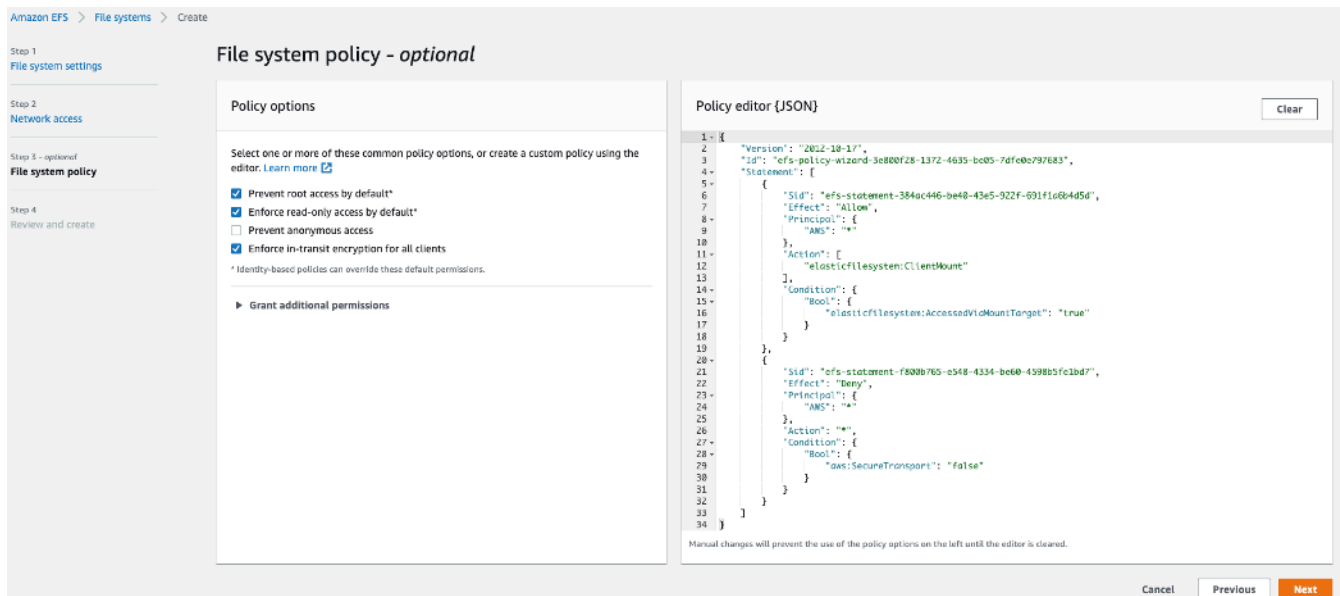 Amazon EFS > File systems > Create
Step 1
File system settings
Step 2
Network access
Step 3 - optional
File system policy
Step 4
Review and create
File system policy - optional
Policy options
Select one or more of these common policy options, or create a custom policy using the
editor. Learn more
Prevent root access by default*
Enforce read-only access by default*
Prevent anonymous access
Enforce in-transit encryption for all clients
* Identity-based policies can override these default permissions.
Grant additional permissions
Policy editor {JSON}
Clear
1 {
2 "Version": "2012-10-17",
3 "Id": "efs-policy-wizard-3e800f28-1372-4635-be05-7dfe0e797683",
4 "Statement": [
5 {
6 "Sid": "efs-statement-384ac446-be40-43e5-922f-691f1a6b4d5d",
7 "Effect": "Allow",
8 "Principal": {
9 "AWS": "*"
10 },
11 "Action": [
12 "elasticfilesystem:ClientMount"
13 ],
14 "Condition": {
15 "Bool": {
16 "elasticfilesystem:AccessedViaMountTarget": "true"
17 }
18 }
19 },
20 {
21 "Sid": "efs-statement-f800b765-e548-4334-be60-4598b5fe1bd7",
22 "Effect": "Deny",
23 "Principal": {
24 "AWS": "*"
25 },
26 "Action": "*",
27 "Condition": {
28 "Bool": {
29 "aws:SecureTransport": "false"
30 }
31 }
32 }
33 ]
34 }
Manual changes will prevent the use of the policy options on the left until the editor is cleared.
Cancel
Previous
Next